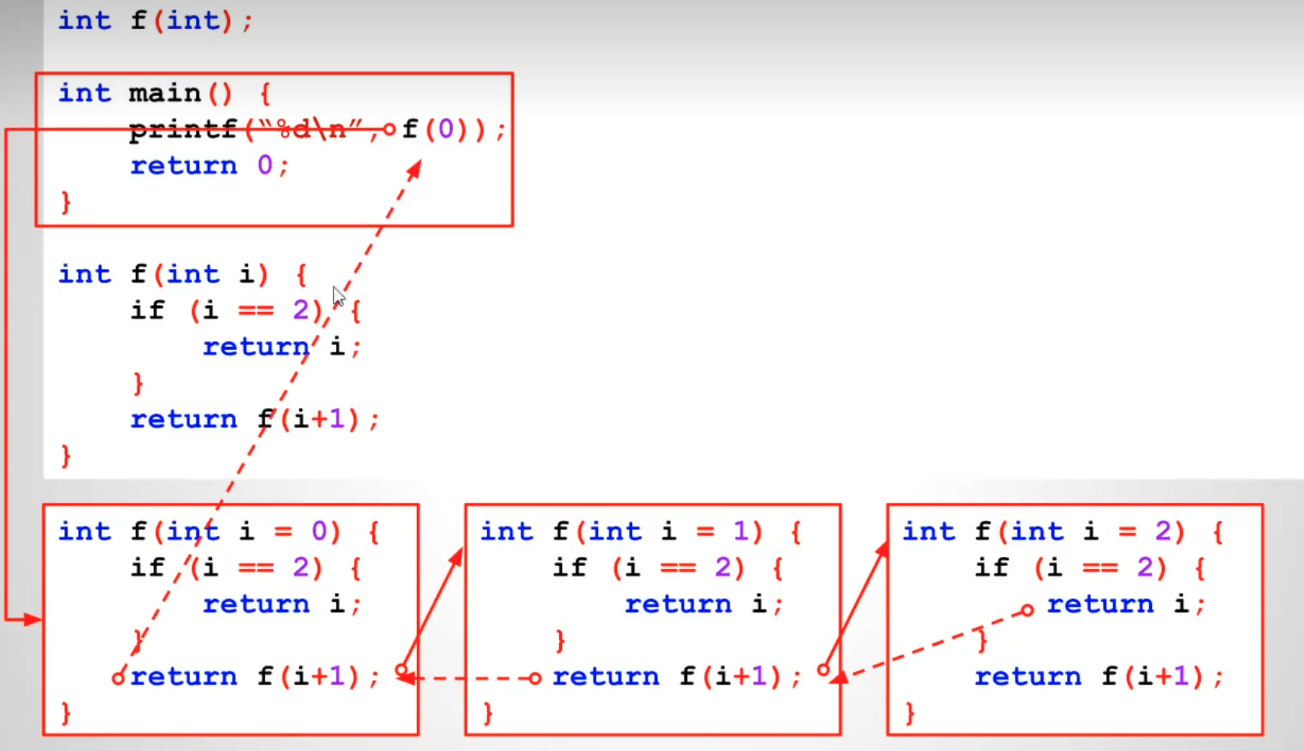 int f(int);
int main() {
printf("%d\n", f(0));
return 0;
}
int f(int i) {
if (i == 2) {
return i;
}
return f(i+1);
}
int f(int i = 0) {
if (i == 2) {
return i;
}
return f(i+1);
}
int f(int i = 1) {
if (i == 2) {
return i;
}
return f(i+1);
}
int f(int i = 2) {
if (i == 2) {
return i;
}
return f(i+1);
}